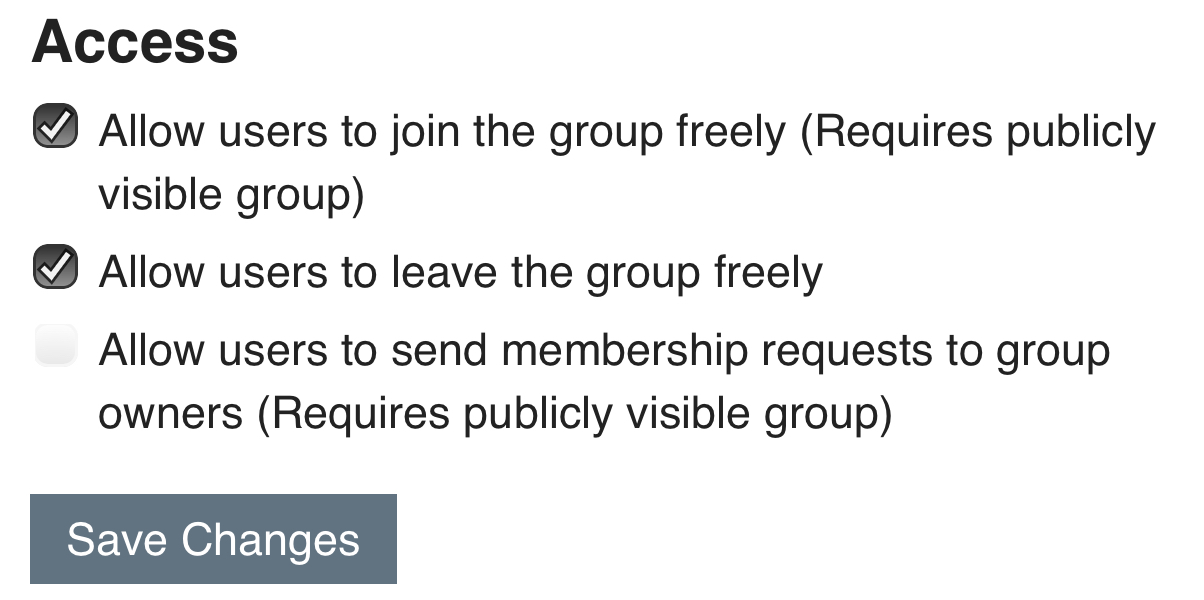 Access
Allow users to join the group freely (Requires publicly
visible group)
Allow users to leave the group freely
Allow users to send membership requests to group
owners (Requires publicly visible group)
Save Changes